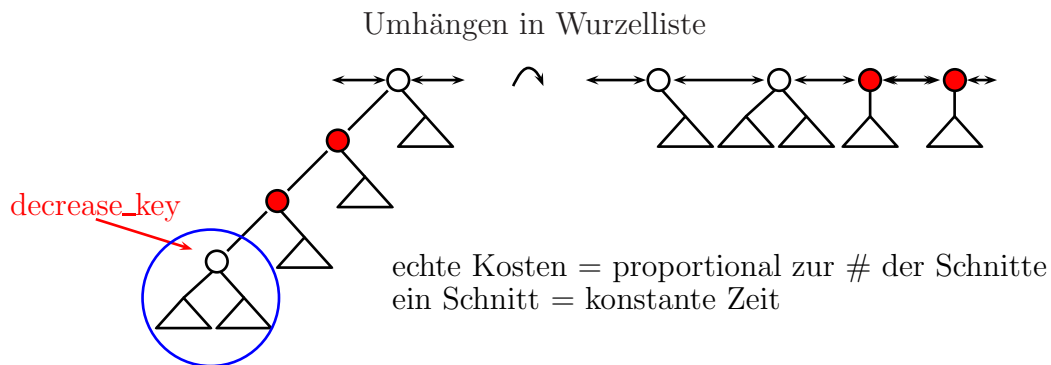 Umhängen in Wurzelliste
decrease_key
echte Kosten = proportional zur # der Schnitte
ein Schnitt = konstante Zeit